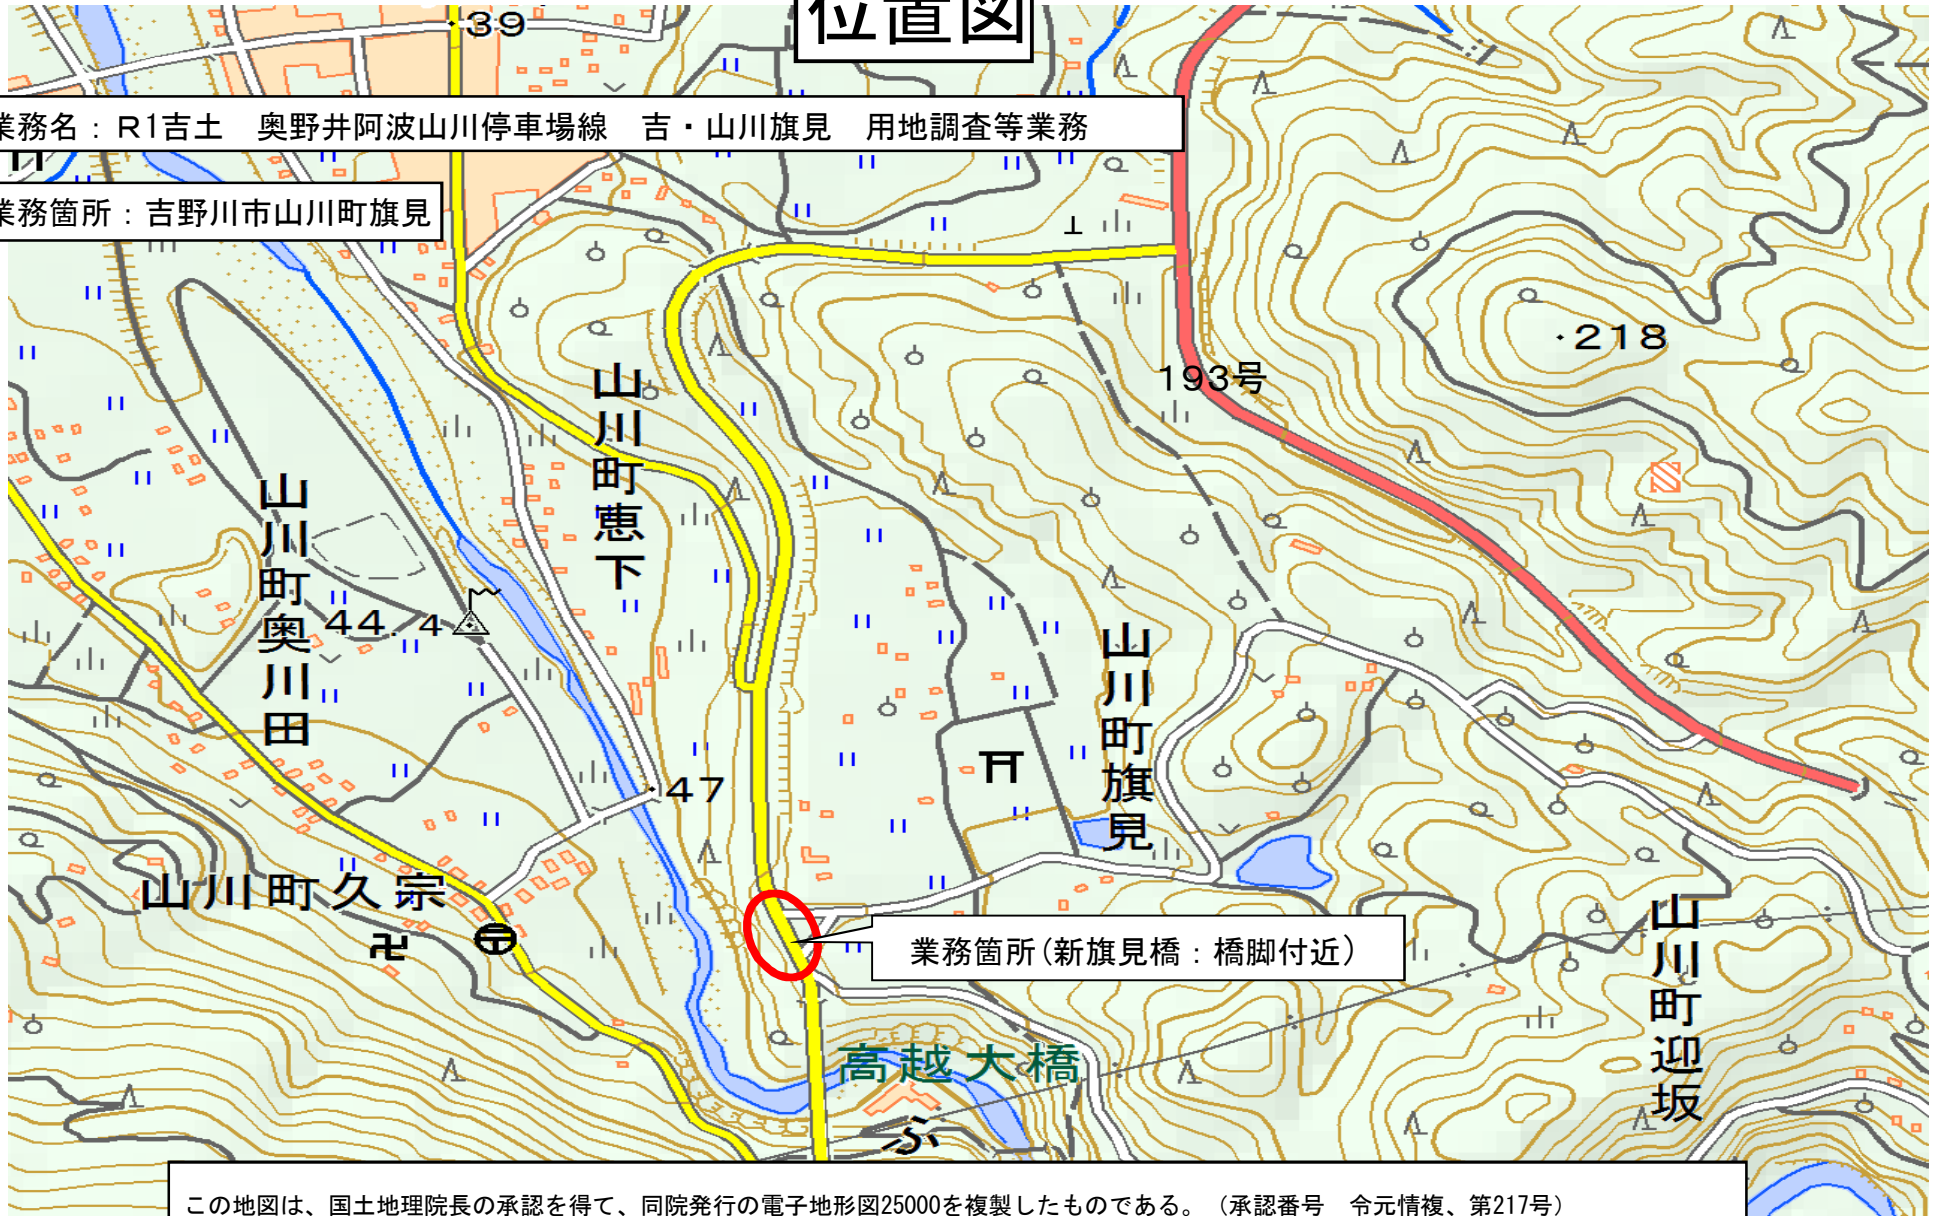 位置図
39
業務名：R1吉土　奥野井阿波山川停車場線　吉・山川旗見　用地調査等業務
業務箇所：吉野川市山川町旗見
218
193号
山川町恵下
山川町奥川田
44.4
山川町旗見
47
山川町久宗
業務箇所(新旗見橋：橋脚付近)
山川町迎坂
高越大橋
ふ
この地図は、国土地理院長の承認を得て、同院発行の電子地形図25000を複製したものである。（承認番号　令元情複、第217号）